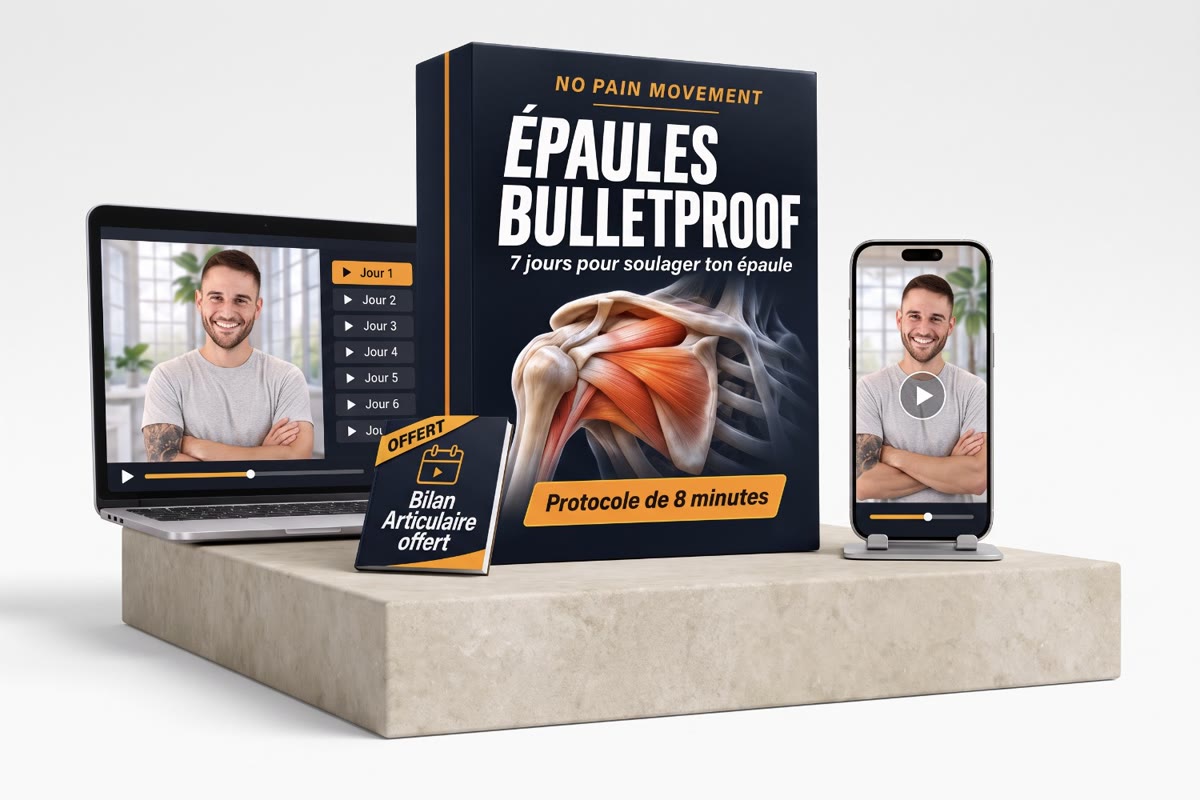 NO PAIN MOVEMENT
ÉPAULES
BULLETPROOF
7 jours pour soulager ton épaule
Protocole de 8 minutes
Jour 1
Jour 2
Jour 3
Jour 4
Jour 5
Jour 6
OFFERT
Bilan
Articulaire
offert